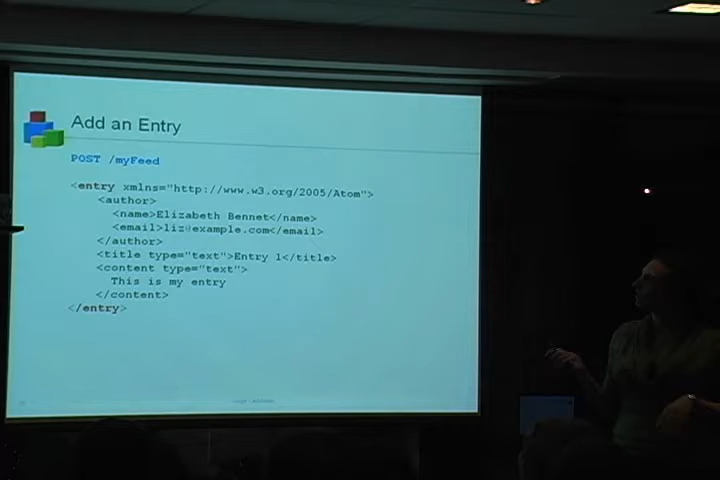 Add an Entry
POST /myFeed
<entry xmlns="http://www.w3.org/2005/Atom">
<author>
<name>Elizabeth Bennet</name>
<email>liz@example.com</email>
</author>
<title type="text">Entry 1</title>
<content type="text">
This is my entry
</content>
</entry>